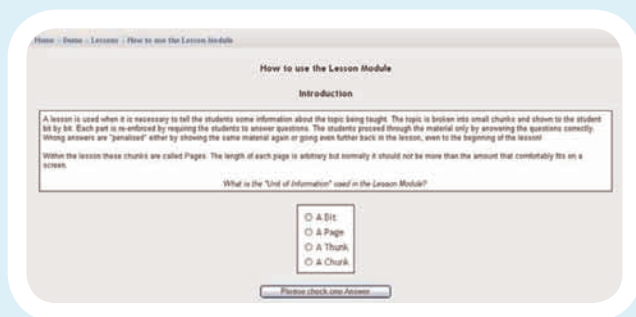 Home :: Demo :: Lessons :: How to use the Lesson Module
How to use the Lesson Module
Introduction
A lesson is used when it is necessary to tell the students some information about the topic being taught. The topic is broken into small chunks and shown to the student
bit by bit. Each part is re-enforced by requiring the students to answer questions. The students proceed through the material only by answering the questions correctly.
Wrong answers are "penalised" either by showing the same material again or going even further back in the lesson, even to the beginning of the lesson!
Within the lesson these chunks are called Pages. The length of each page is arbitrary but normally it should not be more than the amount that comfortably fits on a
screen.
What is the "Unit of Information" used in the Lesson Module?
A Bit
A Page
A Thunk
A Chunk
Please check one Answer